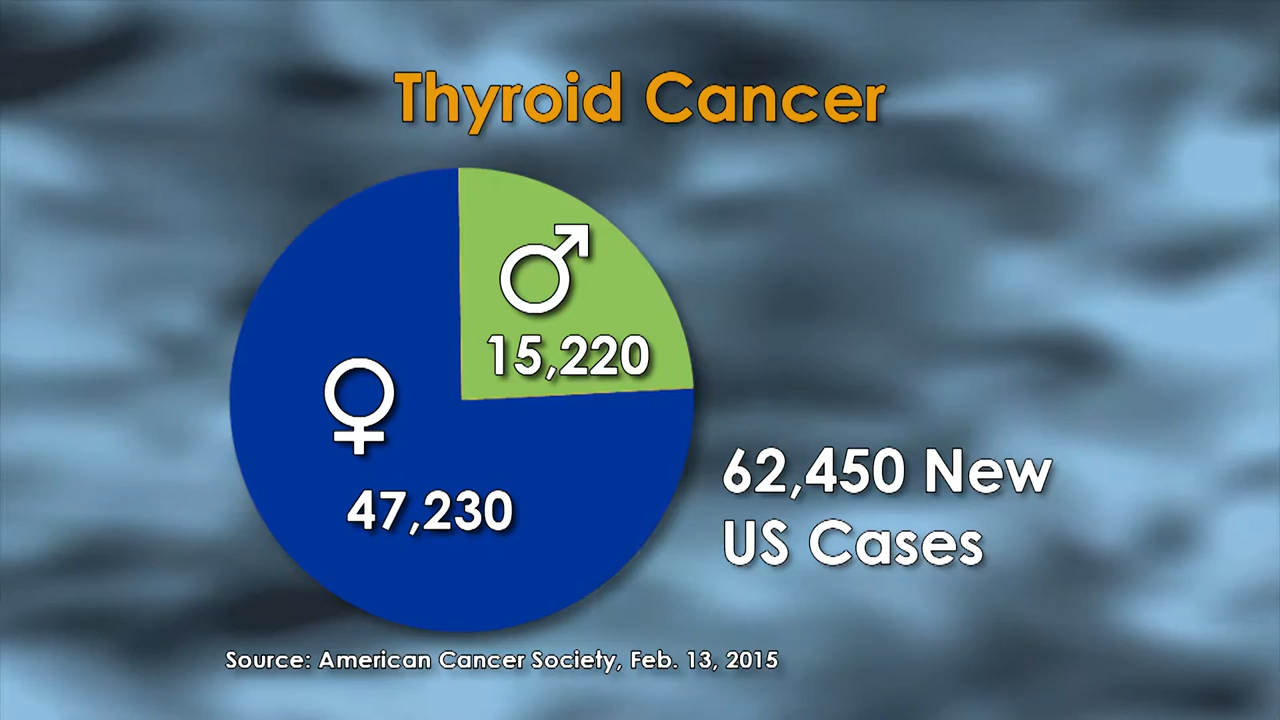 Thyroid Cancer
15,220
47,230
62,450 New
US Cases
Source: American Cancer Society, Feb. 13, 2015